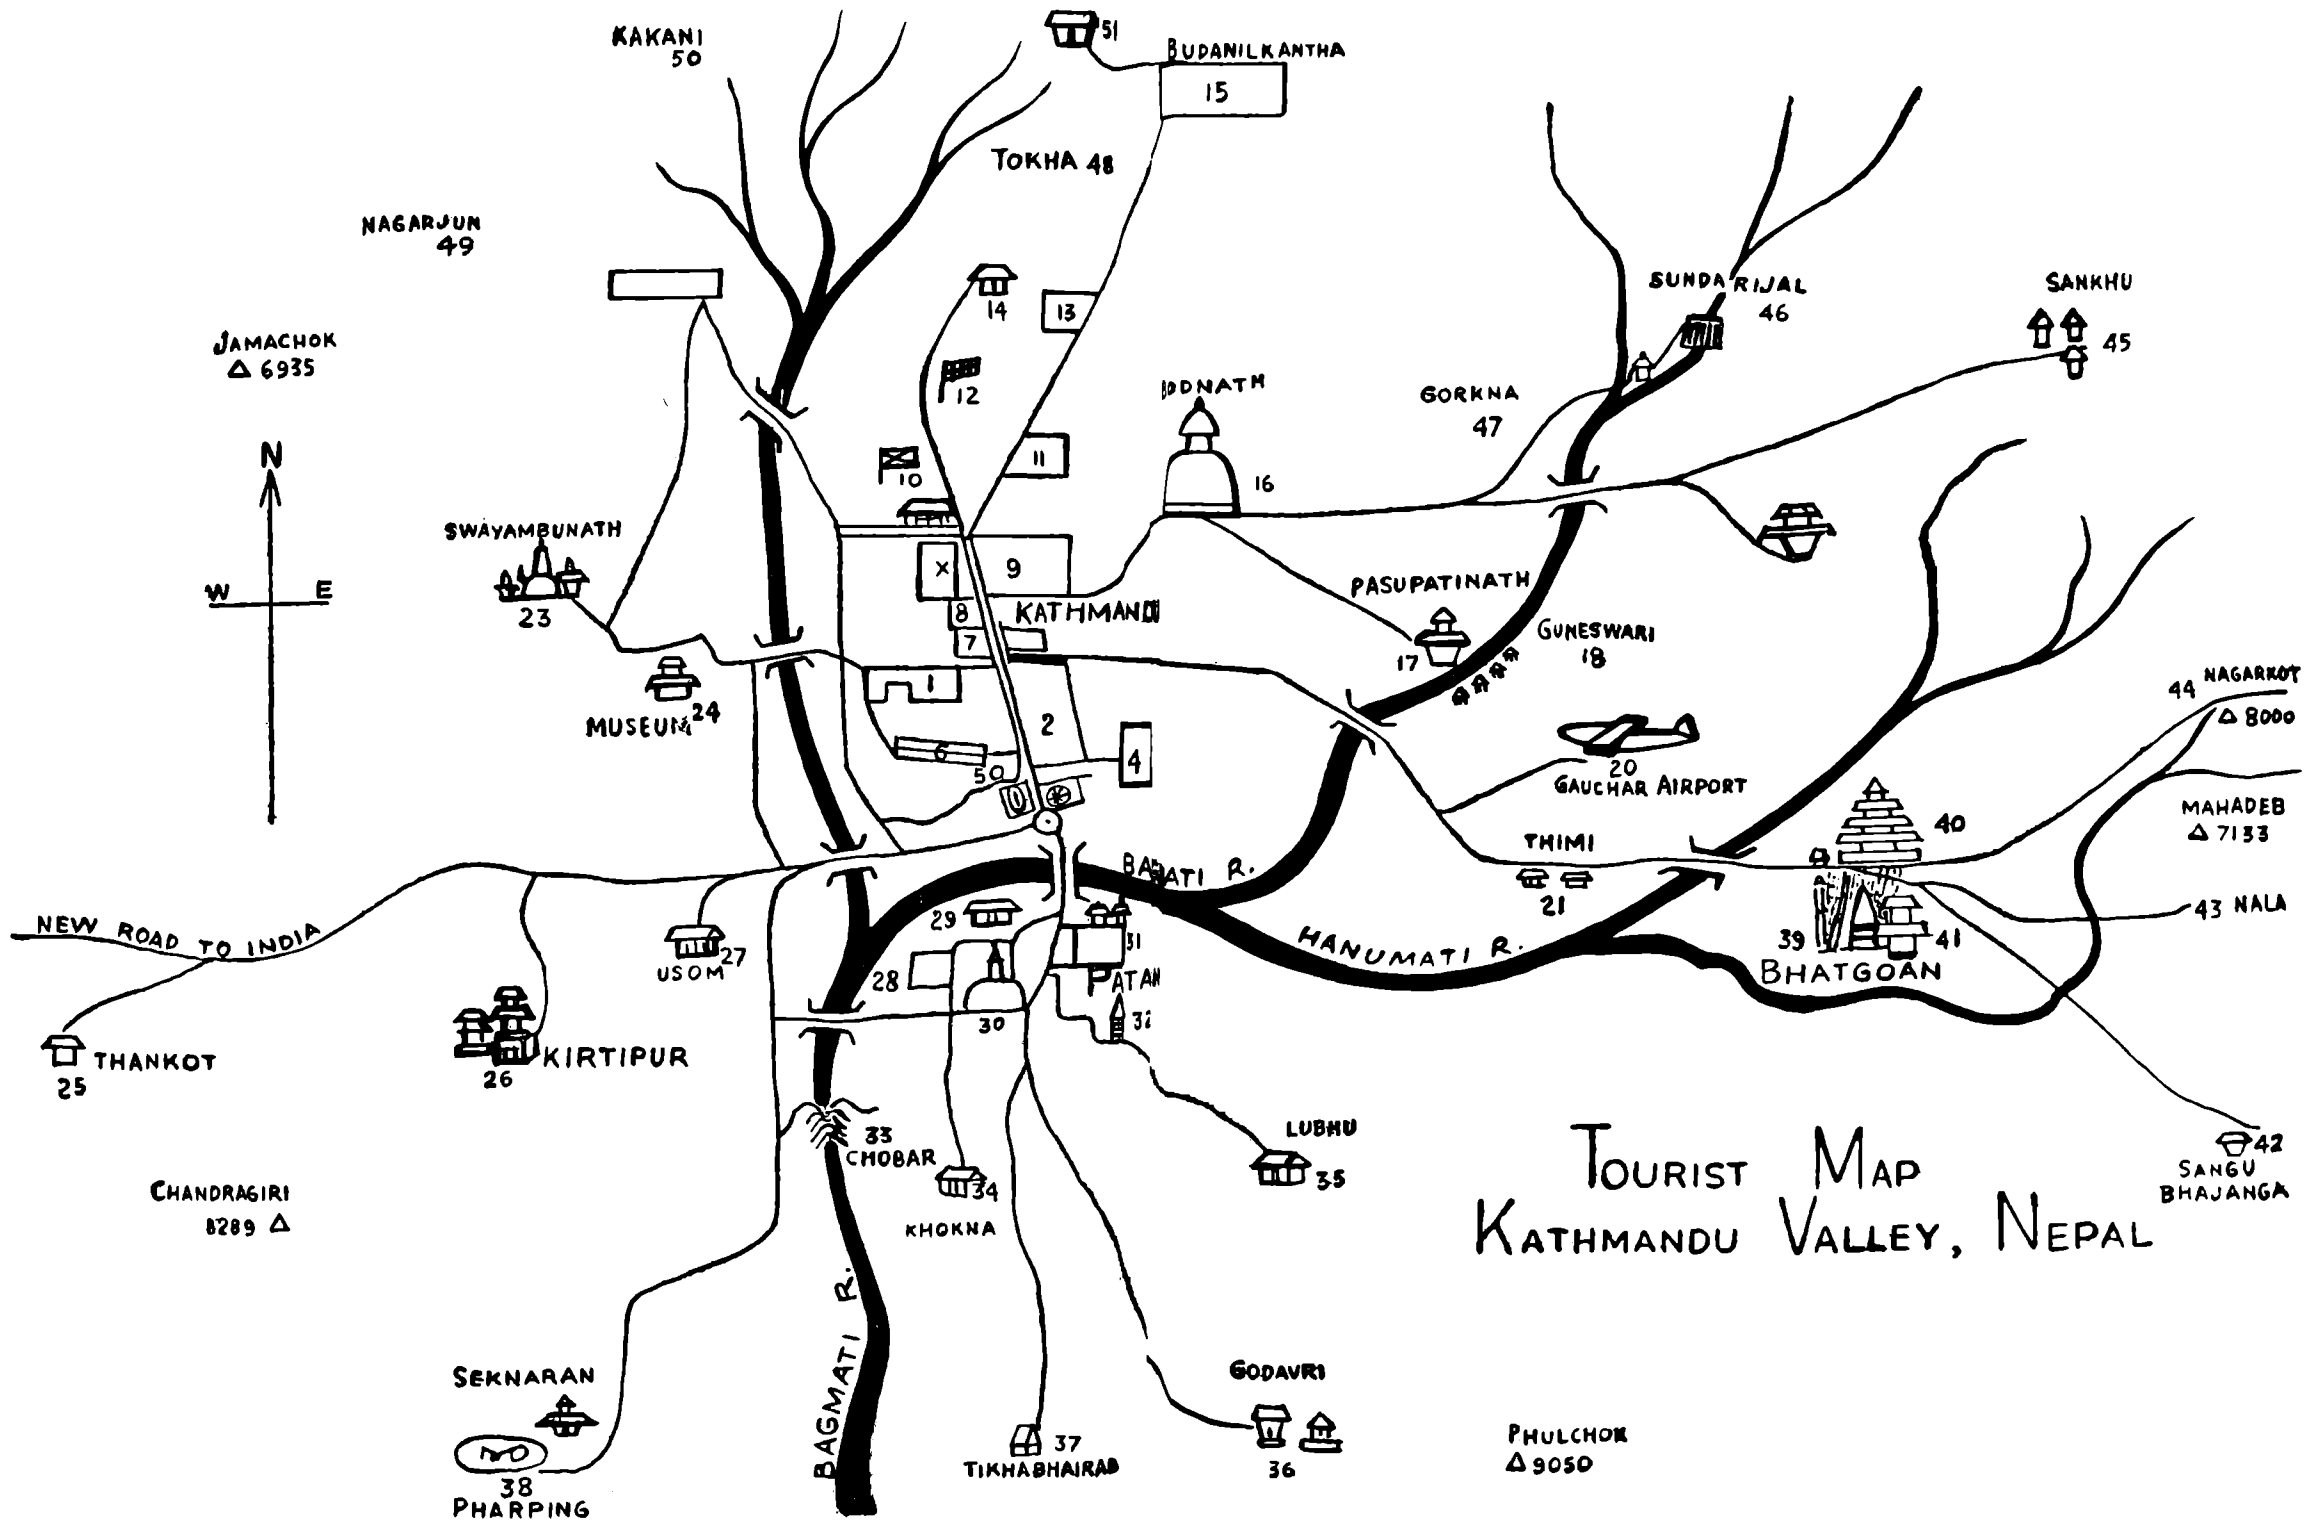 KAKANI
50
51
BUDANILKANTHA
15
TOKHA 48
NAGARJUN
49
SUNDARIJAL
46
SANKHU
45
14
13
JAMACHOK
△ 6935
12
BODNATH
GORKNA
47
11
10
16
N
W E
SWAYAMBUNATH
23
X
9
8
KATHMANDU
7
PASUPATINATH
17
GUNESWARI
18
MUSEUM 24
1
2
6
5
4
20
GAUCHAR AIRPORT
44 NAGARKOT
△ 8000
MAHADEB
△ 7133
THIMI
21
40
BAGMATI R.
NEW ROAD TO INDIA
27
USOM
29
28
30
31
PATAN
32
HANUMATI R.
39
41
BHATGOAN
43 NALA
THANKOT
25
KIRTIPUR
26
33
CHOBAR
34
KHOKNA
LUBHU
35
42
SANGU
BHAJANGA
TOURIST MAP
KATHMANDU VALLEY, NEPAL
CHANDRAGIRI
8289 △
BAGMATI R.
SEKNARAN
38
PHARPING
37
TIKHABHAIRAB
GODAVRI
36
PHULCHOK
△ 9050